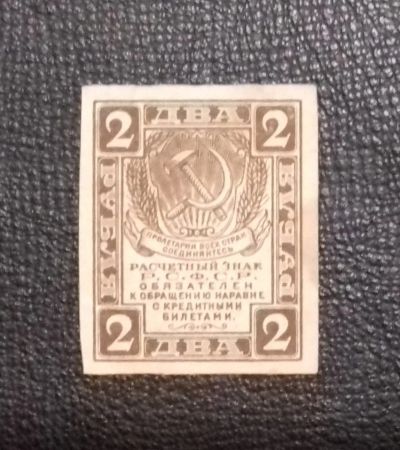 2 ДВА 2
РУБЛЯ
РУБЛЯ
ПРОЛЕТАРИИ ВСЕХ СТРАН
СОЕДИНЯЙТЕСЬ
РАСЧЕТНЫЙ ЗНАК
Р.С.Ф.С.Р.
ОБЯЗАТЕЛЕН
К ОБРАЩЕНИЮ НАРАВНЕ
С КРЕДИТНЫМИ
БИЛЕТАМИ.
2 ДВА 2